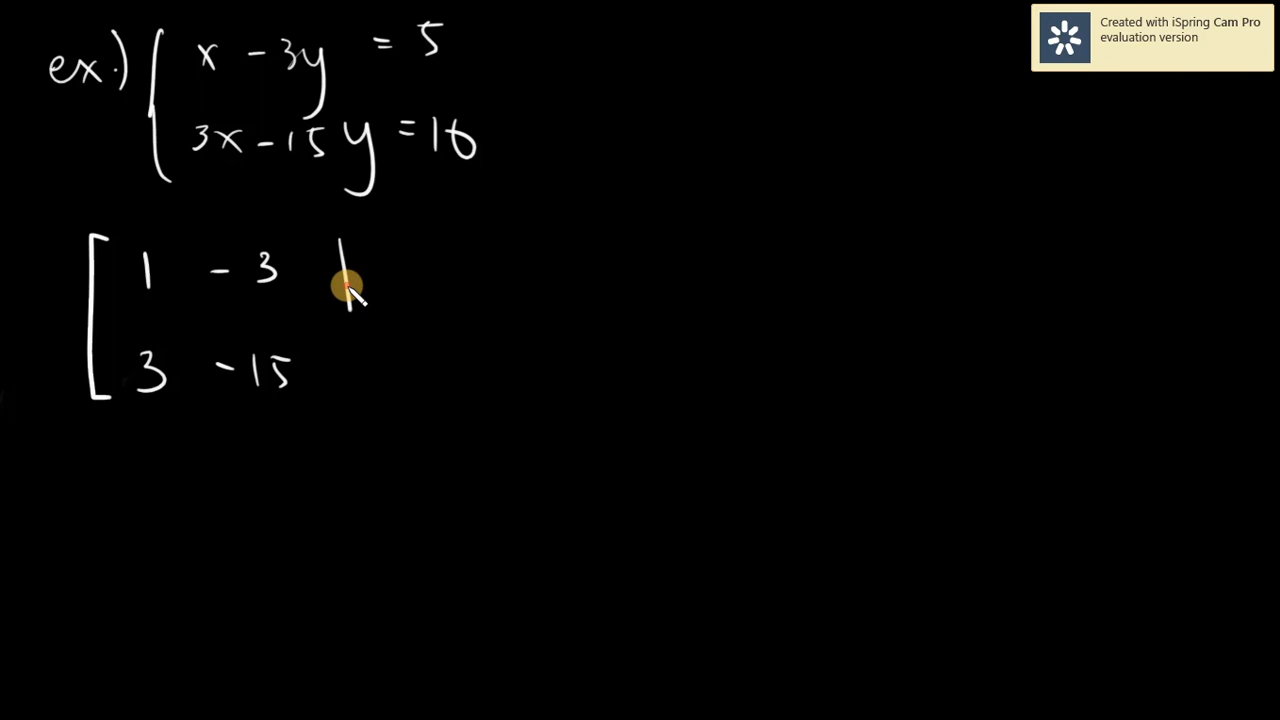 ex.) x - 3y = 5
3x - 15y = 16
1 - 3 |
3 - 15
Created with iSpring Cam Pro
evaluation version